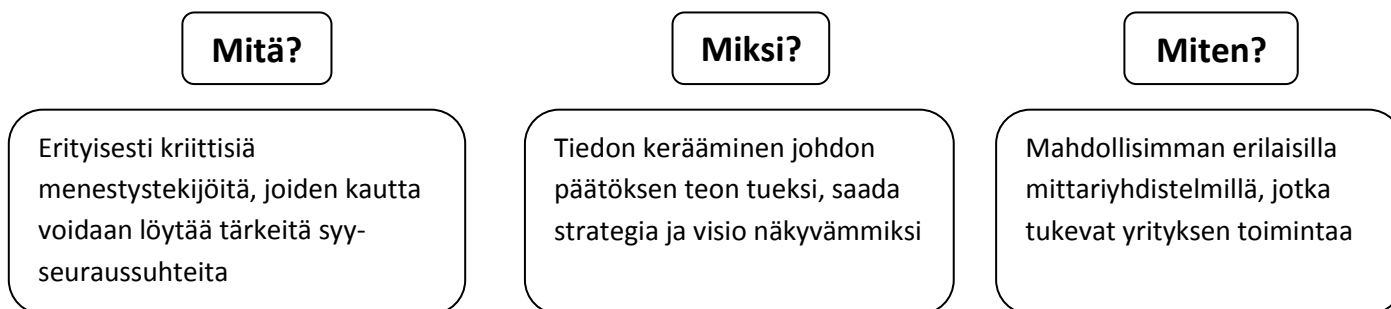 Mitä?
Erityisesti kriittisiä
menestystekijöitä, joiden kautta
voidaan löytää tärkeitä syy-
seuraussuhteita
Miksi?
Tiedon kerääminen johdon
päätöksen teon tueksi, saada
strategia ja visio näkyvämmiksi
Miten?
Mahdollisimman erilaisilla
mittariyhdistelmillä, jotka
tukevat yrityksen toimintaa